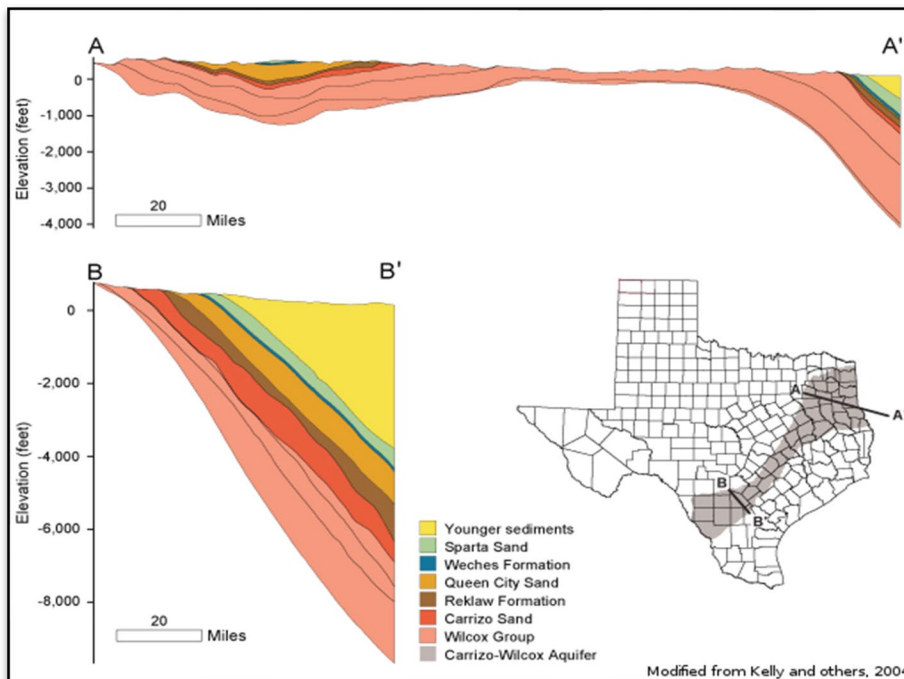 A
A'
Elevation (feet)
0
-1,000
-2,000
-3,000
-4,000
20
Miles
B
B'
Elevation (feet)
0
-2,000
-4,000
-6,000
-8,000
20
Miles
Younger sediments
Sparta Sand
Weches Formation
Queen City Sand
Reklaw Formation
Carrizo Sand
Wilcox Group
Carrizo-Wilcox Aquifer
A
A'
B
B'
Modified from Kelly and others, 2004